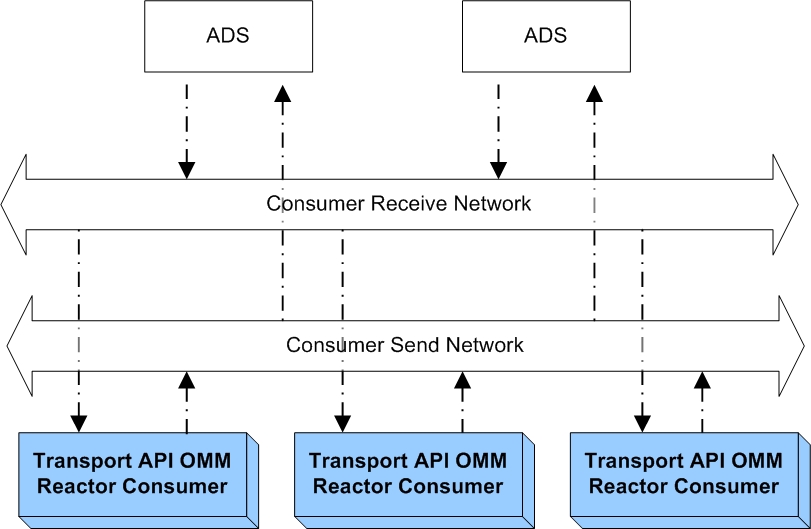 ADS
ADS
Consumer Receive Network
Consumer Send Network
Transport API OMM
Reactor Consumer
Transport API OMM
Reactor Consumer
Transport API OMM
Reactor Consumer